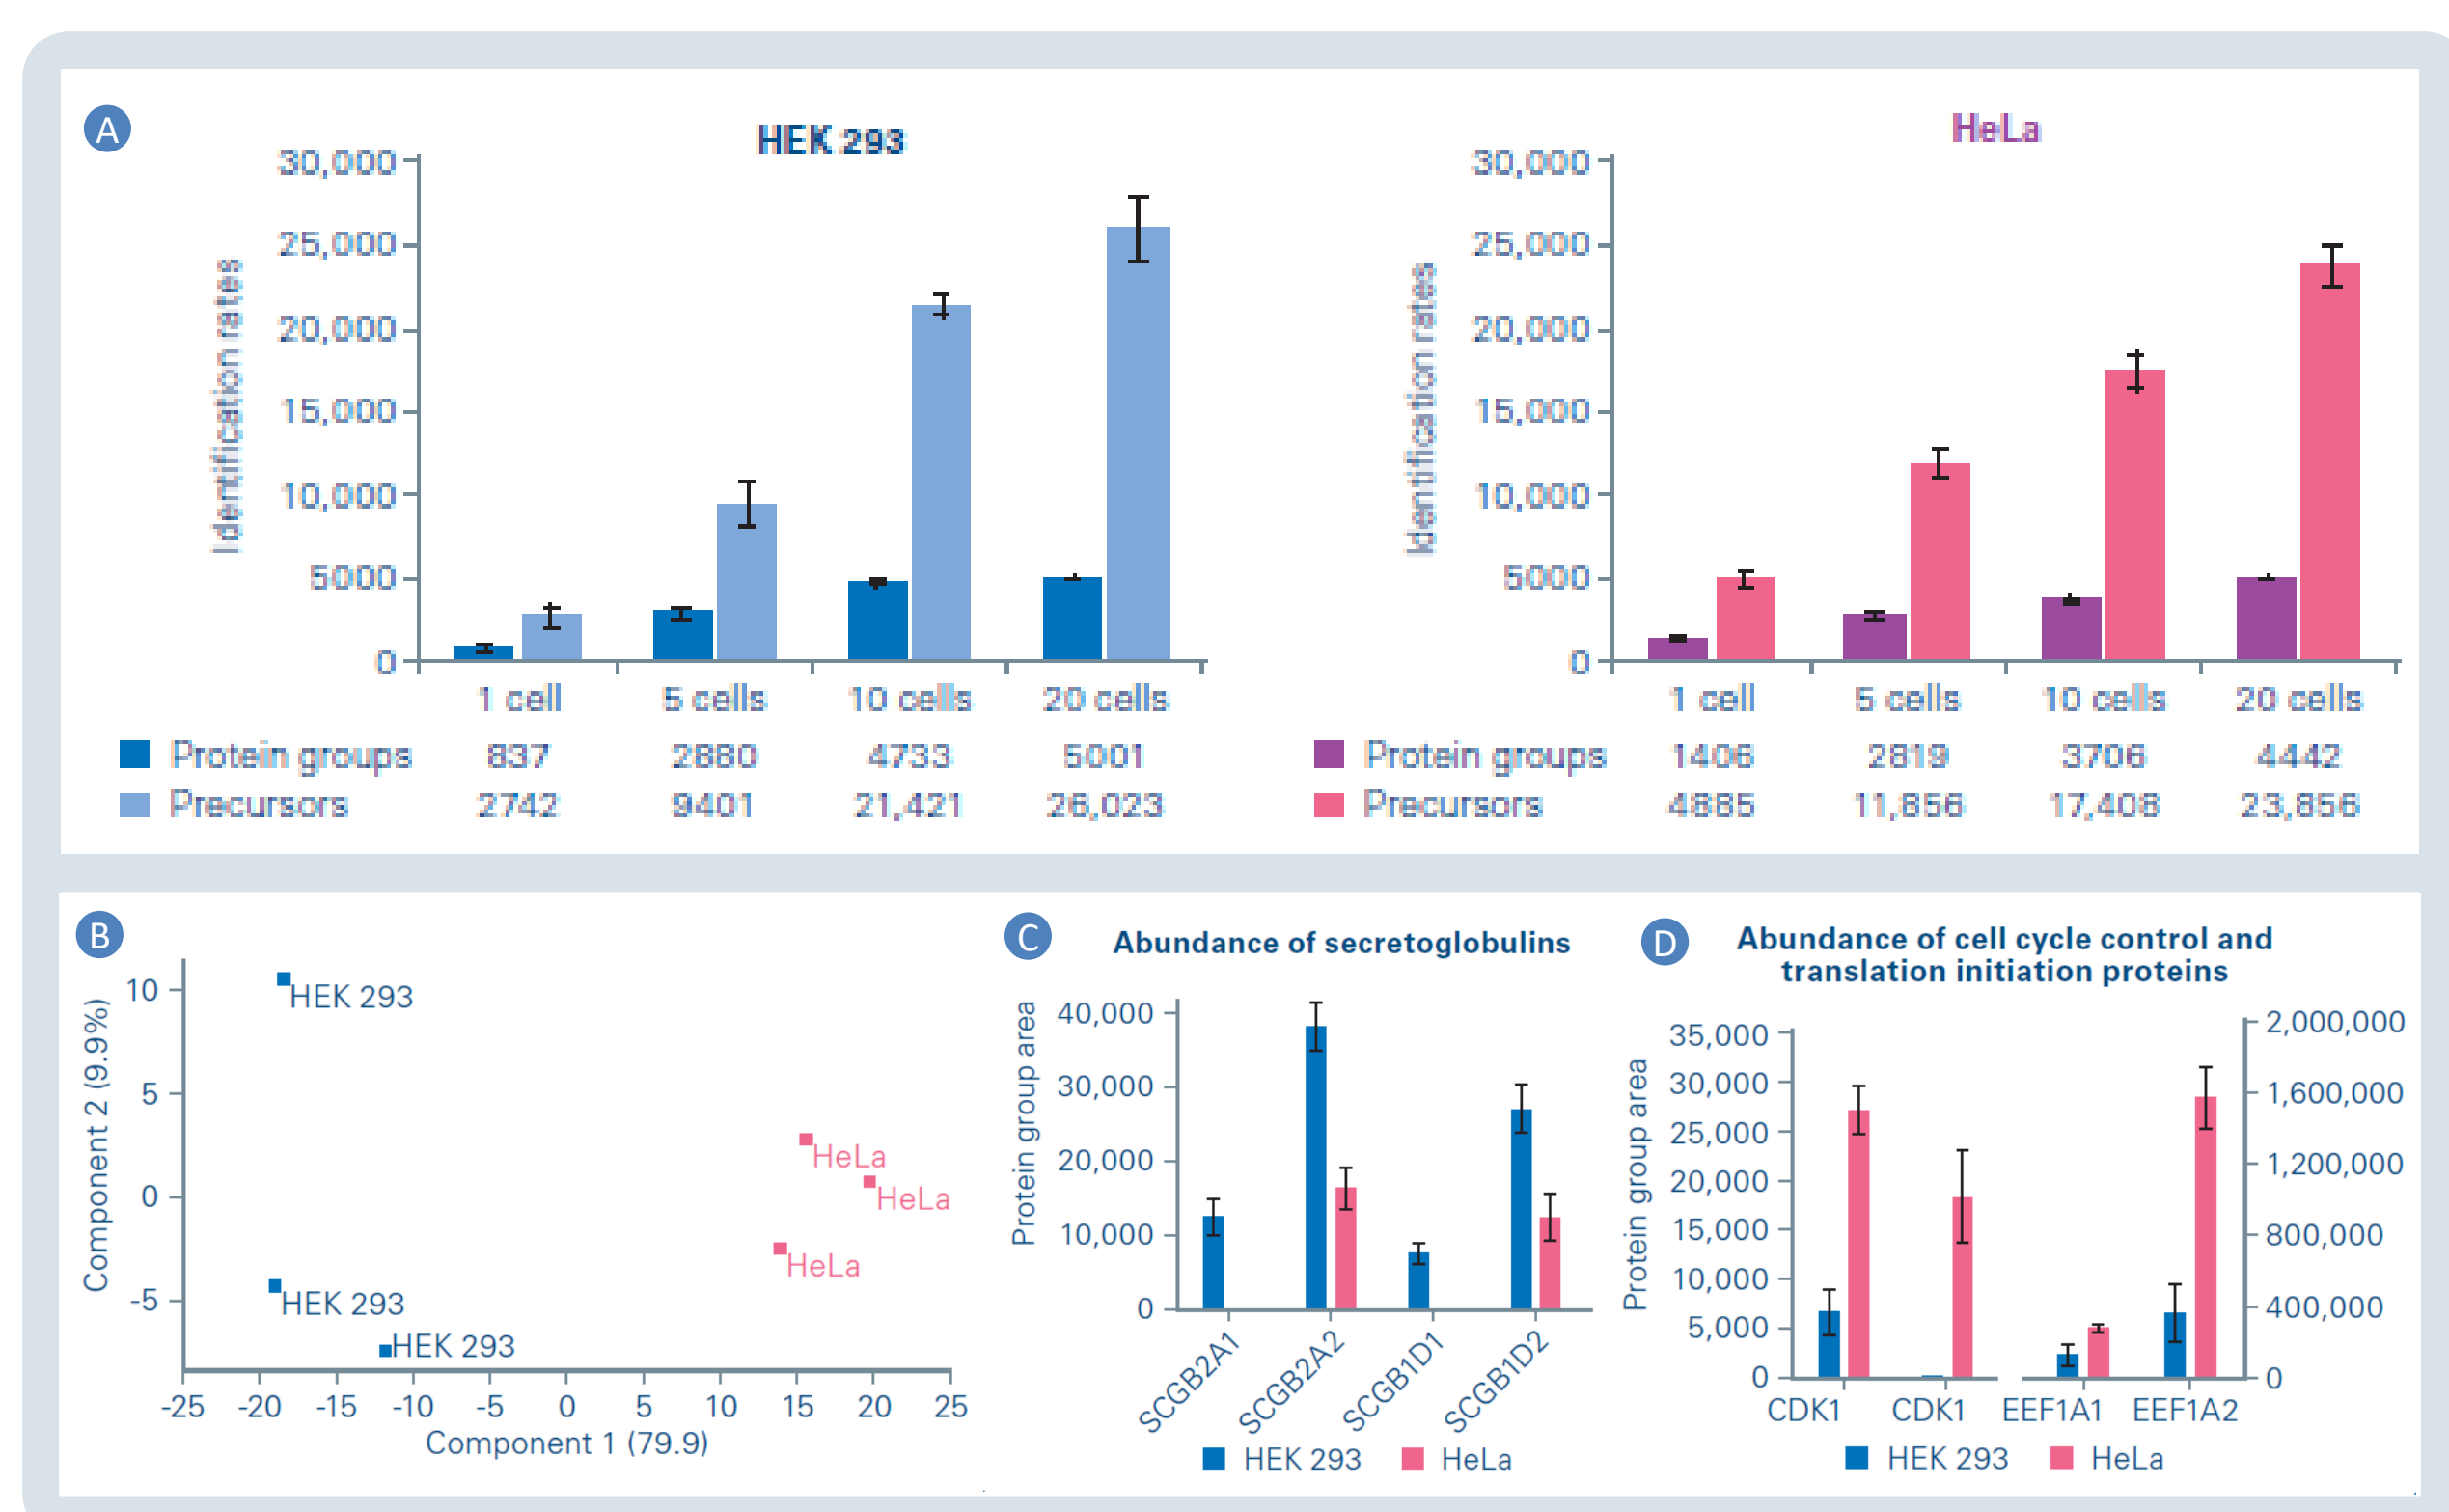 A
HEK 293
30,000
25,000
20,000
15,000
10,000
5000
0
Identification rates
1 cell 5 cells 10 cells 20 cells
Protein groups 837 2880 4733 5001
Precursors 2742 9401 21,421 26,023
HeLa
30,000
25,000
20,000
15,000
10,000
5000
0
Identification rates
1 cell 5 cells 10 cells 20 cells
Protein groups 1406 2819 3706 4442
Precursors 4885 11,856 17,408 23,856
B
Component 2 (9.9%)
10
5
0
-5
HEK 293
HeLa
HeLa
HeLa
HEK 293
HEK 293
-25 -20 -15 -10 -5 0 5 10 15 20 25
Component 1 (79.9)
C
Abundance of secretoglobulins
Protein group area
40,000
30,000
20,000
10,000
0
SCGB2A1 SCGB2A2 SCGB1D1 SCGB1D2
HEK 293 HeLa
D
Abundance of cell cycle control and
translation initiation proteins
Protein group area
35,000
30,000
25,000
20,000
15,000
10,000
5,000
0
2,000,000
1,600,000
1,200,000
800,000
400,000
0
CDK1 CDK1 EEF1A1 EEF1A2
HEK 293 HeLa